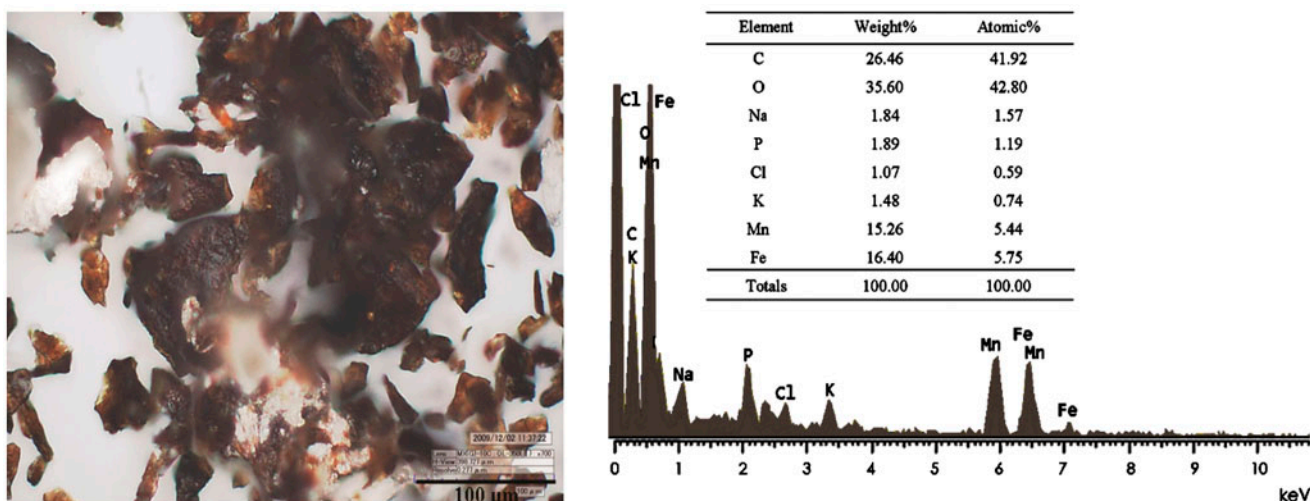 2009/12/02 11:37:22
100 μm
Element Weight% Atomic%
C 26.46 41.92
O 35.60 42.80
Na 1.84 1.57
P 1.89 1.19
Cl 1.07 0.59
K 1.48 0.74
Mn 15.26 5.44
Fe 16.40 5.75
Totals 100.00 100.00
Cl Fe
O
Mn
C
K
Na
P
Cl
K
Mn
Fe
Mn
Fe
0 1 2 3 4 5 6 7 8 9 10
keV